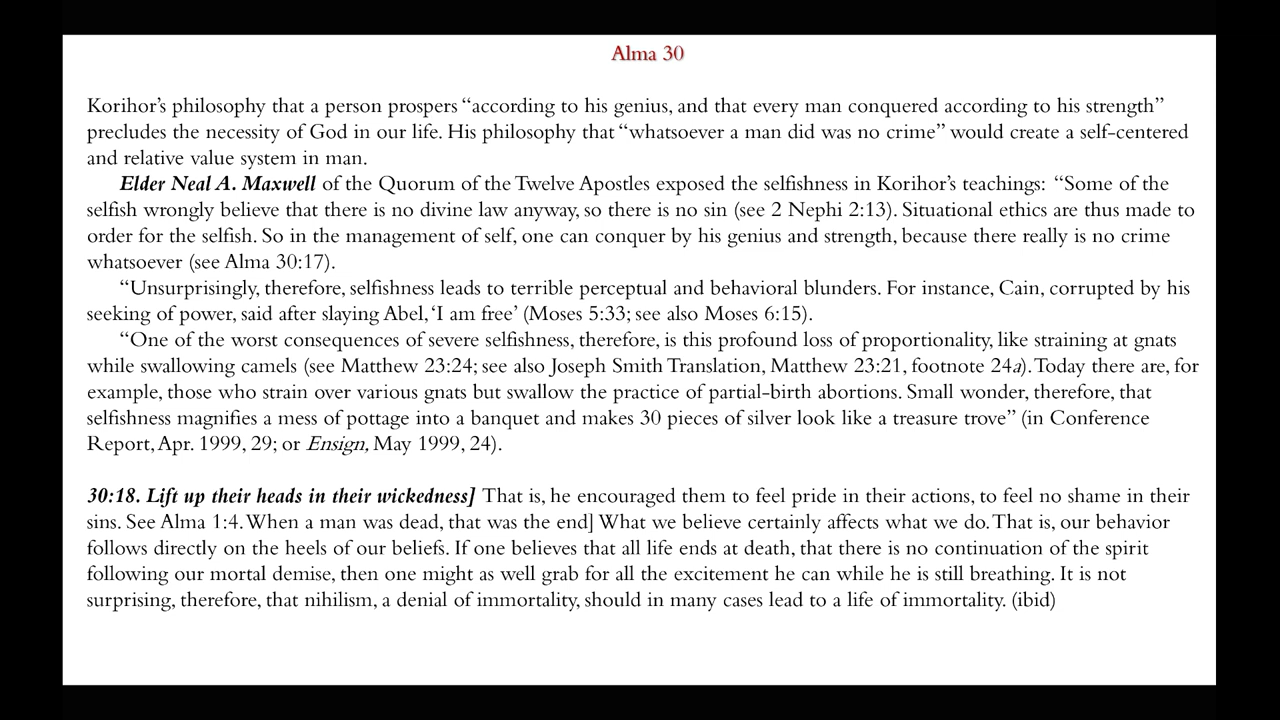 Alma 30
Korihor's philosophy that a person prospers “according to his genius, and that every man conquered according to his strength”
precludes the necessity of God in our life. His philosophy that “whatsoever a man did was no crime” would create a self-centered
and relative value system in man.
Elder Neal A. Maxwell of the Quorum of the Twelve Apostles exposed the selfishness in Korihor's teachings: “Some of the
selfish wrongly believe that there is no divine law anyway, so there is no sin (see 2 Nephi 2:13). Situational ethics are thus made to
order for the selfish. So in the management of self, one can conquer by his genius and strength, because there really is no crime
whatsoever (see Alma 30:17).
“Unsurprisingly, therefore, selfishness leads to terrible perceptual and behavioral blunders. For instance, Cain, corrupted by his
seeking of power, said after slaying Abel, ‘I am free’ (Moses 5:33; see also Moses 6:15).
“One of the worst consequences of severe selfishness, therefore, is this profound loss of proportionality, like straining at gnats
while swallowing camels (see Matthew 23:24; see also Joseph Smith Translation, Matthew 23:21, footnote 24a). Today there are, for
example, those who strain over various gnats but swallow the practice of partial-birth abortions. Small wonder, therefore, that
selfishness magnifies a mess of pottage into a banquet and makes 30 pieces of silver look like a treasure trove” (in Conference
Report, Apr. 1999, 29; or Ensign, May 1999, 24).
30:18. Lift up their heads in their wickedness] That is, he encouraged them to feel pride in their actions, to feel no shame in their
sins. See Alma 1:4. When a man was dead, that was the end] What we believe certainly affects what we do. That is, our behavior
follows directly on the heels of our beliefs. If one believes that all life ends at death, that there is no continuation of the spirit
following our mortal demise, then one might as well grab for all the excitement he can while he is still breathing. It is not
surprising, therefore, that nihilism, a denial of immortality, should in many cases lead to a life of immortality. (ibid)